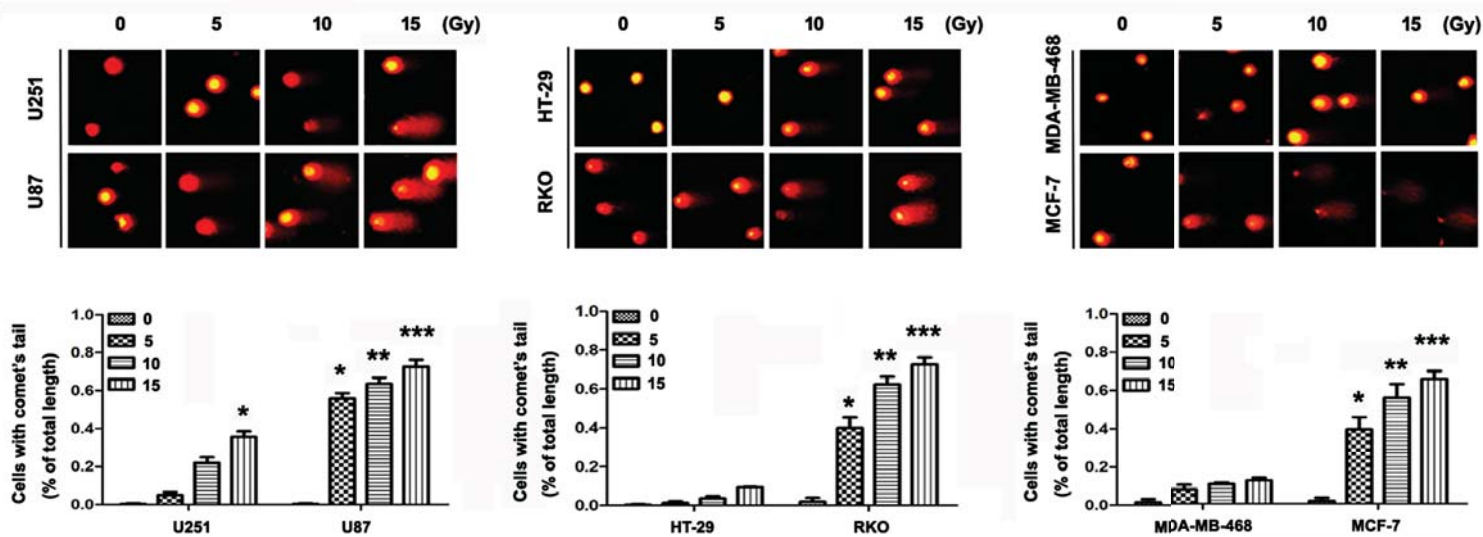 0 5 10 15 (Gy)
U251
U87
0 5 10 15 (Gy)
HT-29
RKO
0 5 10 15 (Gy)
MDA-MB-468
MCF-7
Cells with comet's tail
(% of total length)
1.0
0.8
0.6
0.4
0.2
0.0
0
5
10
15
*
*
**
***
U251 U87
Cells with comet's tail
(% of total length)
1.0
0.8
0.6
0.4
0.2
0.0
0
5
10
15
*
**
***
HT-29 RKO
Cells with comet's tail
(% of total length)
1.0
0.8
0.6
0.4
0.2
0.0
0
5
10
15
*
**
***
MDA-MB-468 MCF-7